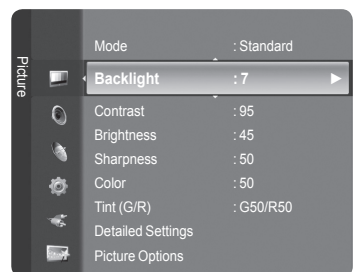 Picture
Mode : Standard
Backlight : 7
Contrast : 95
Brightness : 45
Sharpness : 50
Color : 50
Tint (G/R) : G50/R50
Detailed Settings
Picture Options